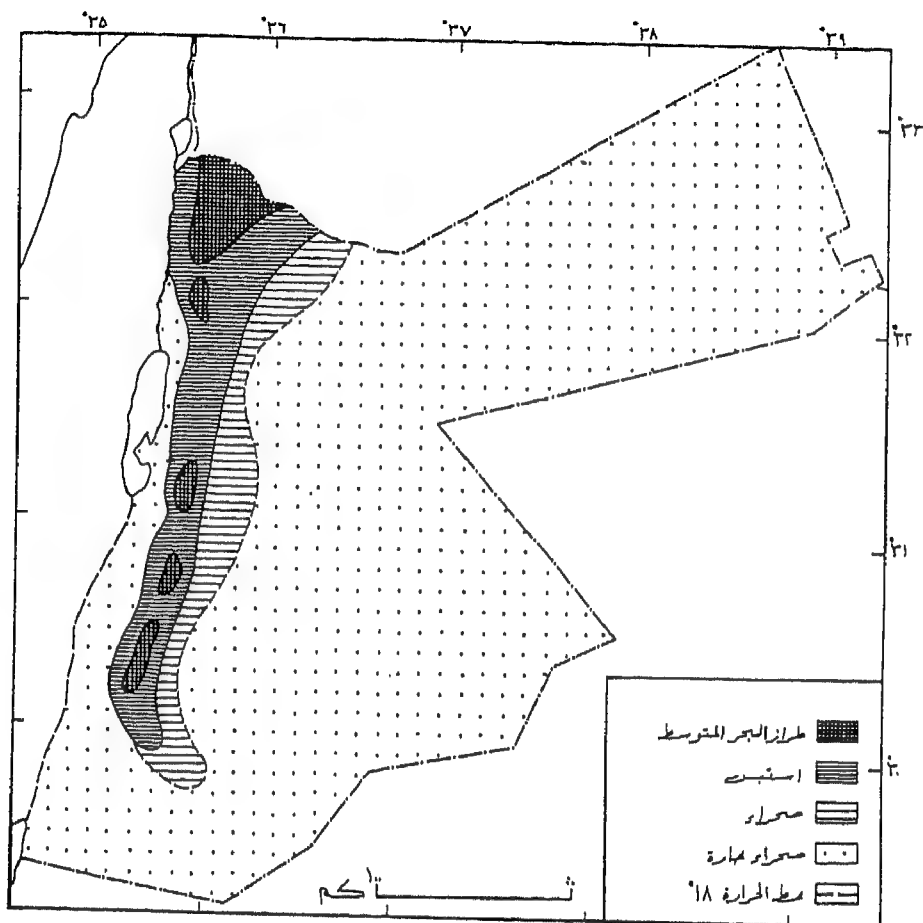 °٣٥ °٣٦ °٣٧ °٣٨ °٣٩
°٣٣
°٣٢
°٣١
°٣٠
طراز البحر المتوسط
استبس
صحراء
صحراء حارة
خط الحرارة ١٨°
كم